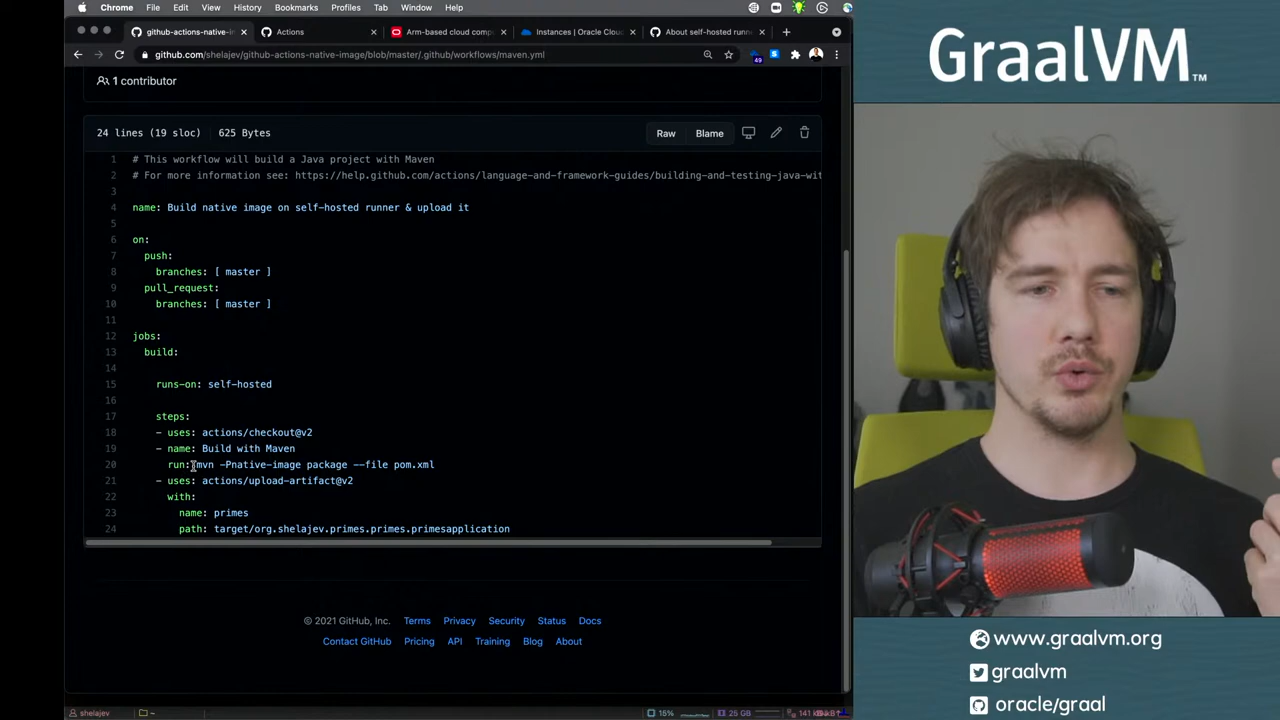 Chrome File Edit View History Bookmarks Profiles Tab Window Help
github-actions-native-i
Actions
Arm-based cloud comp
Instances | Oracle Clou
About self-hosted runn
github.com/shelajev/github-actions-native-image/blob/master/.github/workflows/maven.yml
49
1 contributor
24 lines (19 sloc) 625 Bytes
Raw Blame
1 # This workflow will build a Java project with Maven
2 # For more information see: https://help.github.com/actions/language-and-framework-guides/building-and-testing-java-wit
3
4 name: Build native image on self-hosted runner & upload it
5
6 on:
7 push:
8 branches: [ master ]
9 pull_request:
10 branches: [ master ]
11
12 jobs:
13 build:
14
15 runs-on: self-hosted
16
17 steps:
18 - uses: actions/checkout@v2
19 - name: Build with Maven
20 run: mvn -Pnative-image package --file pom.xml
21 - uses: actions/upload-artifact@v2
22 with:
23 name: primes
24 path: target/org.shelajev.primes.primes.primesapplication
© 2021 GitHub, Inc. Terms Privacy Security Status Docs
Contact GitHub Pricing API Training Blog About
shelajev
~
15%
25 GB
GraalVM™
www.graalvm.org
graalvm
oracle/graal